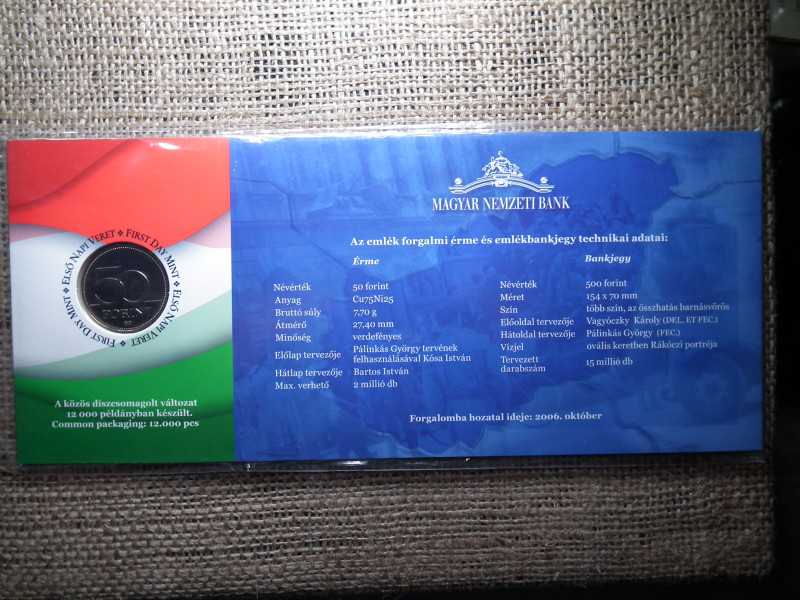 ELSŐ NAPI VERET ❖ FIRST DAY MINT ❖ ELSŐ NAPI VERET ❖ FIRST DAY MINT ❖
50
FORINT
A közös díszcsomagolt változat
12 000 példányban készült.
Common packaging: 12.000 pcs
MAGYAR NEMZETI BANK
Az emlék forgalmi érme és emlékbankjegy technikai adatai:
Érme
Névérték 50 forint
Anyag Cu75Ni25
Bruttó súly 7,70 g
Átmérő 27,40 mm
Minőség verdefényes
Előlap tervezője Pálinkás György tervének
felhasználásával Kósa István
Hátlap tervezője Bartos István
Max. verhető 2 millió db
Bankjegy
Névérték 500 forint
Méret 154 x 70 mm
Szín több szín, az összhatás barnásvörös
Előoldal tervezője Vagyóczky Károly (DEL. ET FEC.)
Hátoldal tervezője Pálinkás György (FEC.)
Vízjel ovális keretben Rákóczi portréja
Tervezett
darabszám 15 millió db
Forgalomba hozatal ideje: 2006. október